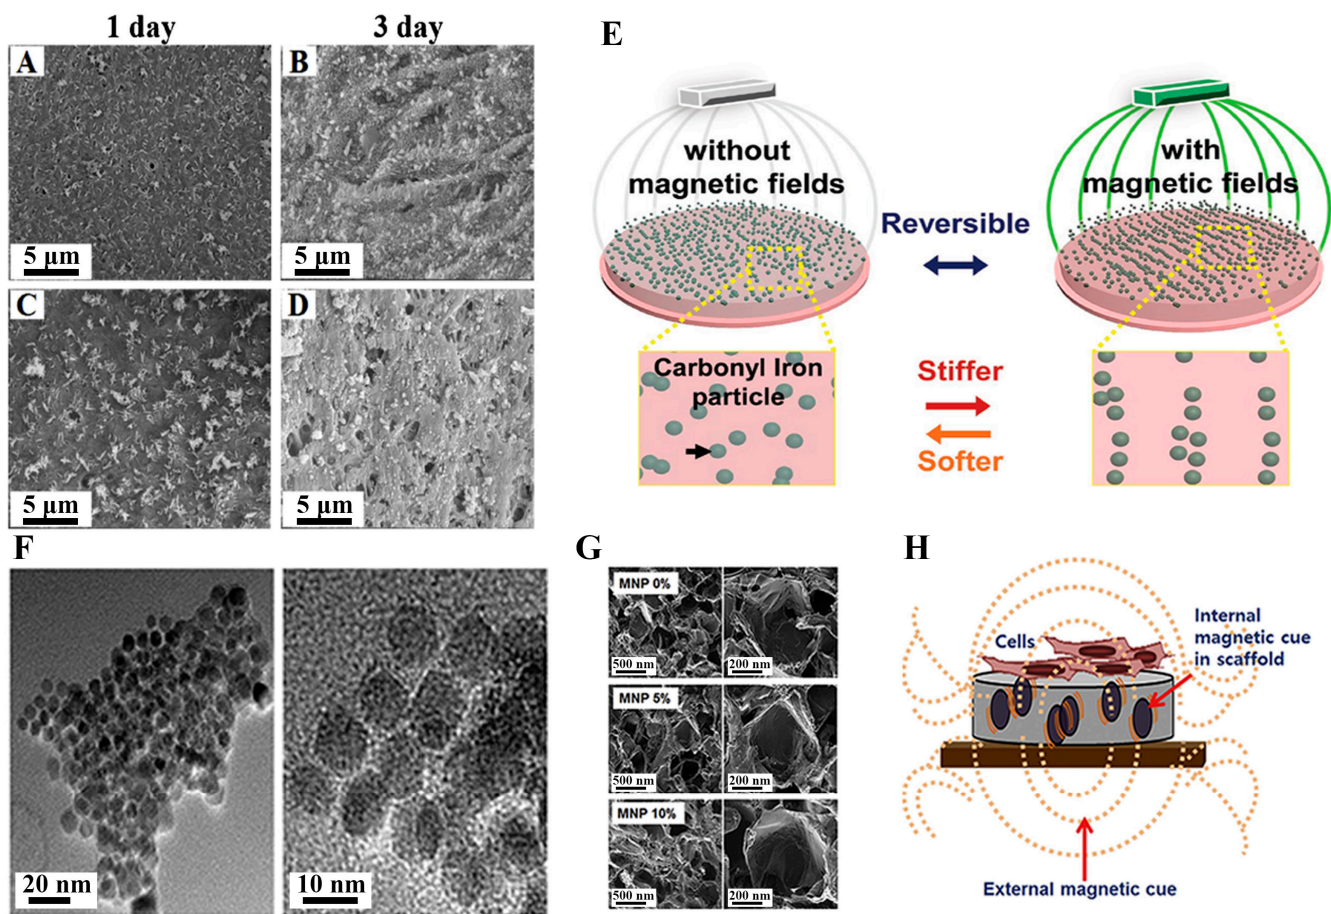 1 day
3 day
A
B
5 μm
5 μm
C
D
5 μm
5 μm
E
without
magnetic fields
with
magnetic fields
Reversible
Carbonyl Iron
particle
Stiffer
Softer
F
20 nm
10 nm
G
MNP 0%
500 nm
200 nm
MNP 5%
500 nm
200 nm
MNP 10%
500 nm
200 nm
H
Cells
Internal
magnetic cue
in scaffold
External magnetic cue